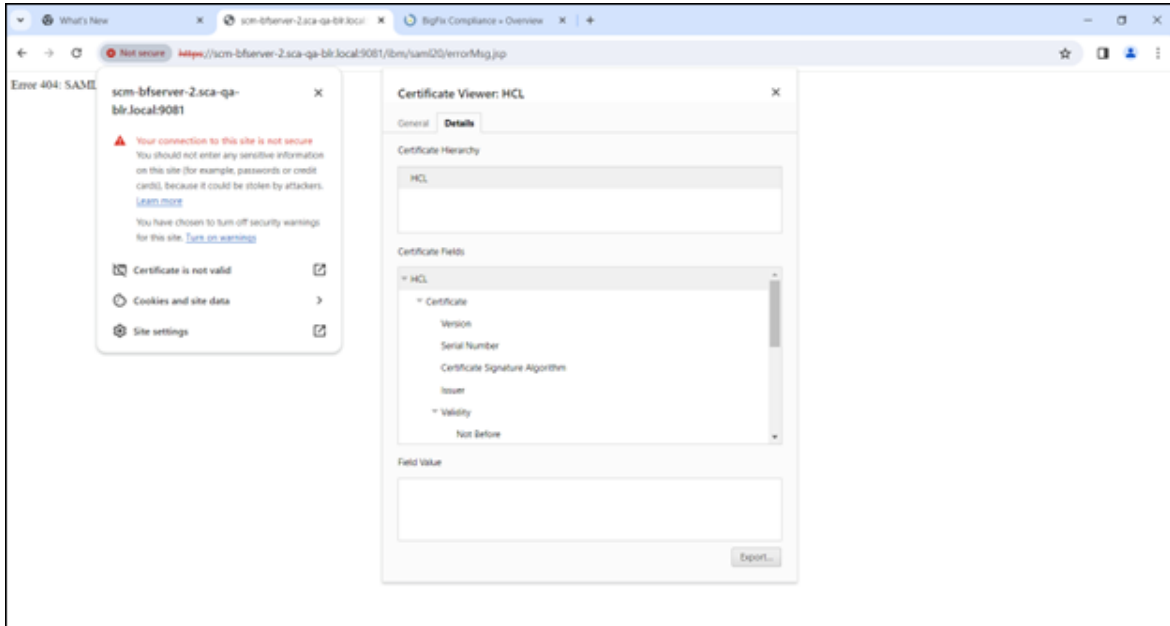 What's New
scm-bfserver-2.sca-qa-blr.local
BigFix Compliance » Overview
Not secure https://scm-bfserver-2.sca-qa-blr.local:9081/ibm/saml20/errorMsg.jsp
Error 404: SAML
scm-bfserver-2.sca-qa-
blr.local:9081
Your connection to this site is not secure
You should not enter any sensitive information
on this site (for example, passwords or credit
cards), because it could be stolen by attackers.
Learn more
You have chosen to turn off security warnings
for this site. Turn on warnings
Certificate is not valid
Cookies and site data
Site settings
Certificate Viewer: HCL
General Details
Certificate Hierarchy
HCL
Certificate Fields
HCL
Certificate
Version
Serial Number
Certificate Signature Algorithm
Issuer
Validity
Not Before
Field Value
Export...